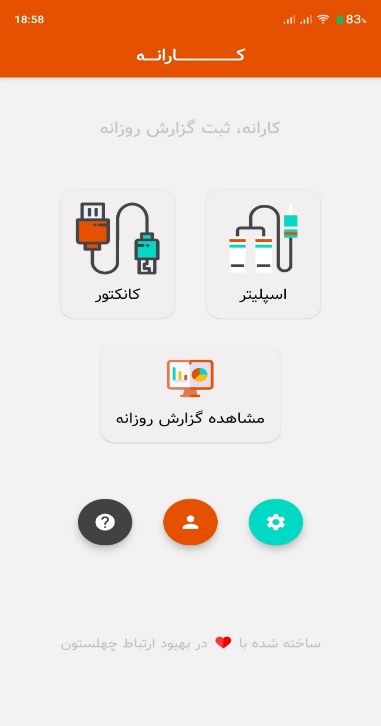 18:58
83%
کـــــــــــارانــه
کارانه، ثبت گزارش روزانه
اسپلیتر
کانکتور
مشاهده گزارش روزانه
ساخته شده با ❤ در بهبود ارتباط چهلستون